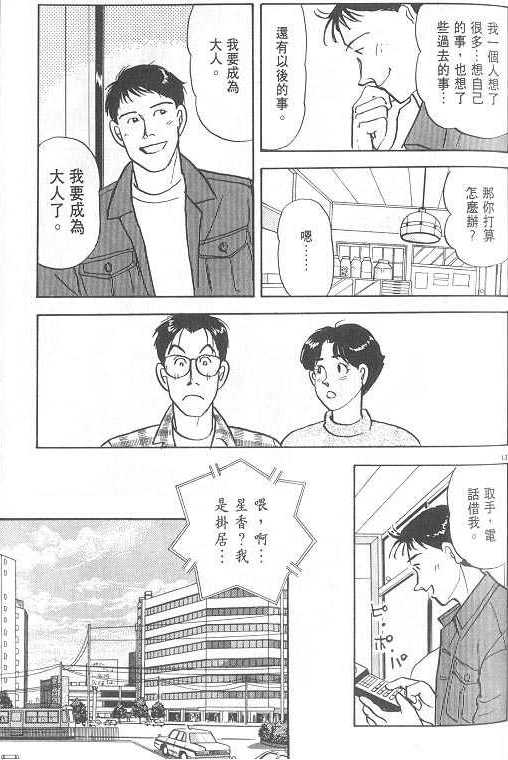 我一個人想了
很多…想自己
的事，也想了
些過去的事…
還有以後的事。
我要成為
大人。
我要成為
大人了。
那你打算
怎麼辦？
嗯……
13
取手，電
話借我。
ポ
パ
喂，啊…
星香？我
是掛居…